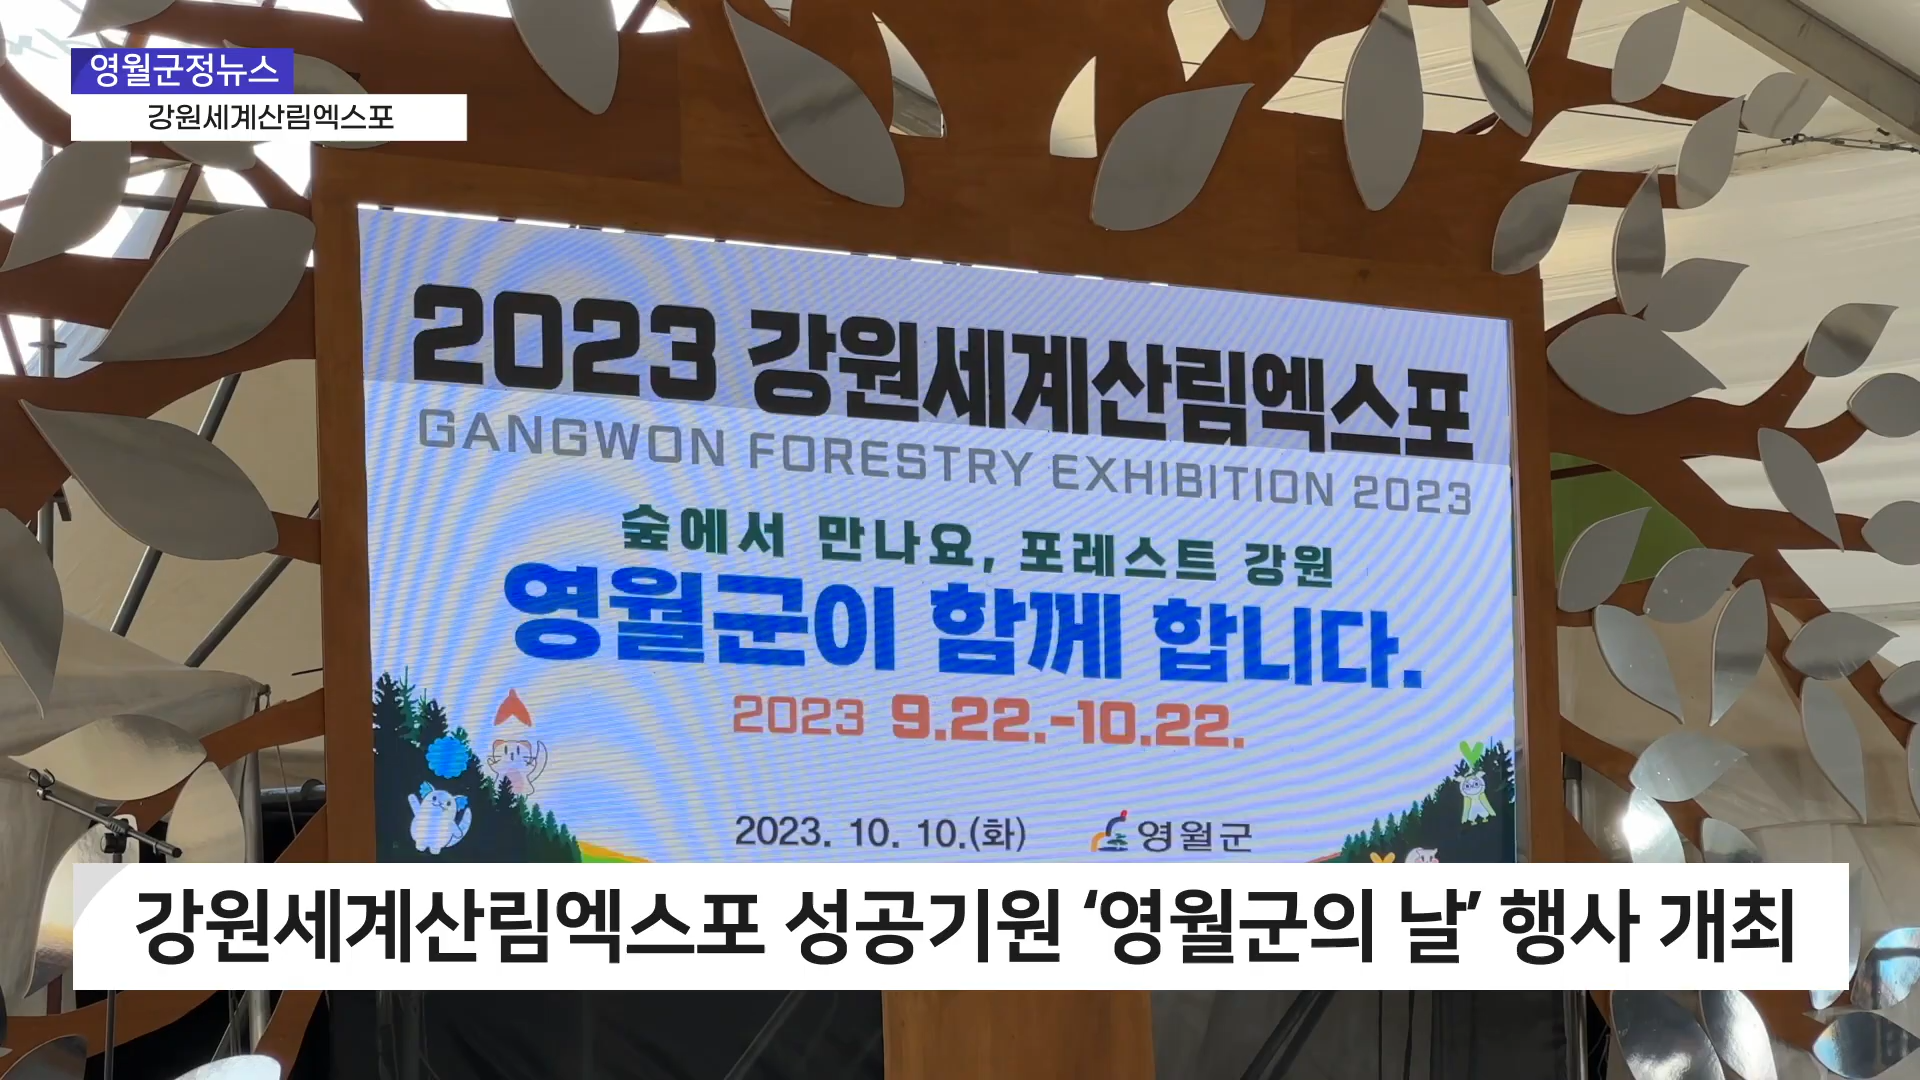 영월군정뉴스
강원세계산림엑스포
2023 강원세계산림엑스포
GANGWON FORESTRY EXHIBITION 2023
숲에서 만나요, 포레스트 강원
영월군이 함께 합니다.
2023 9.22.-10.22.
2023. 10. 10.(화) 영월군
강원세계산림엑스포 성공기원 ‘영월군의 날’ 행사 개최